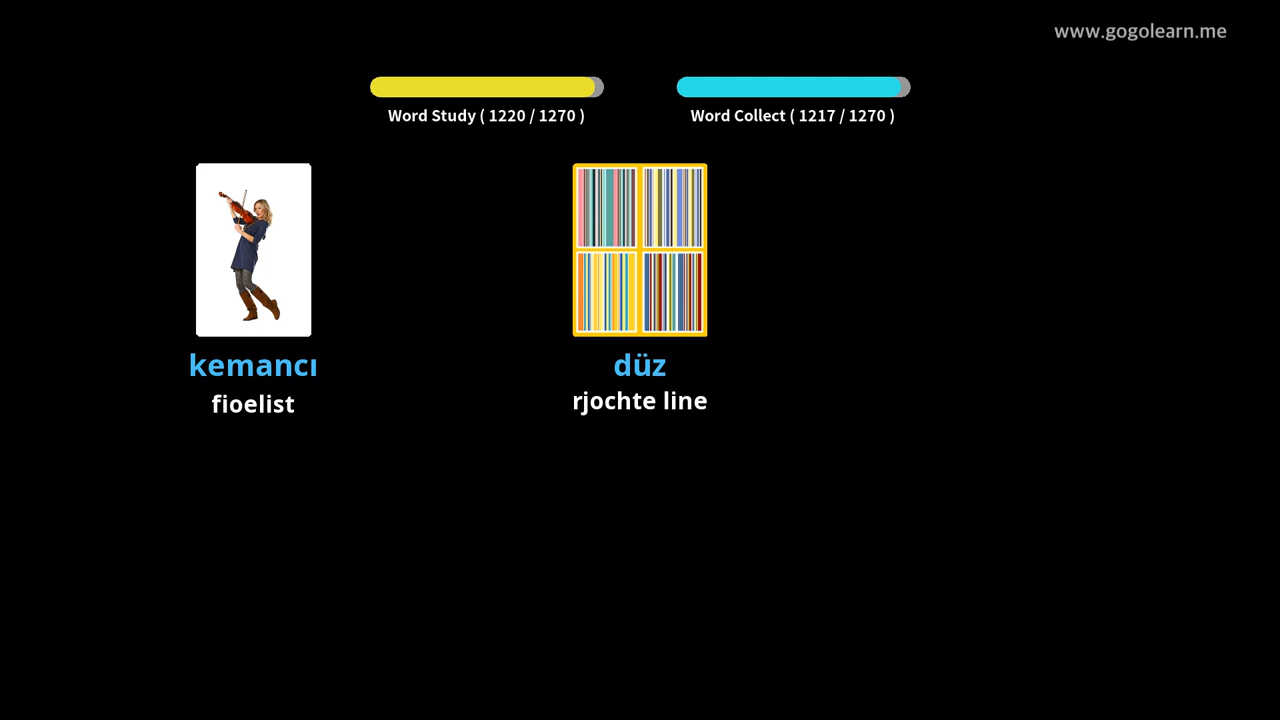 www.gogolearn.me
Word Study ( 1220 / 1270 )
Word Collect ( 1217 / 1270 )
kemancı
fioelist
düz
rjochte line